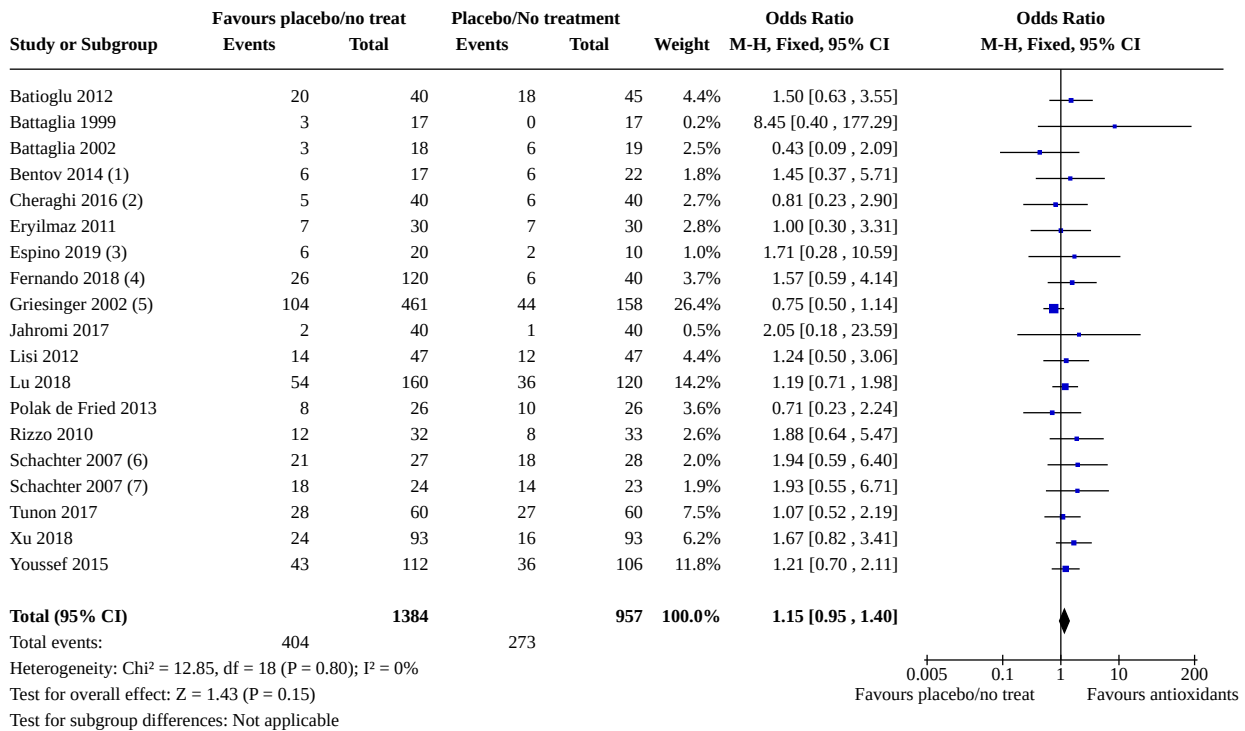 Favours placebo/no treat Placebo/No treatment Odds Ratio Odds Ratio
Study or Subgroup Events Total Events Total Weight M-H, Fixed, 95% CI M-H, Fixed, 95% CI
Batioglu 2012 20 40 18 45 4.4% 1.50 [0.63 , 3.55]
Battaglia 1999 3 17 0 17 0.2% 8.45 [0.40 , 177.29]
Battaglia 2002 3 18 6 19 2.5% 0.43 [0.09 , 2.09]
Bentov 2014 (1) 6 17 6 22 1.8% 1.45 [0.37 , 5.71]
Cheraghi 2016 (2) 5 40 6 40 2.7% 0.81 [0.23 , 2.90]
Eryilmaz 2011 7 30 7 30 2.8% 1.00 [0.30 , 3.31]
Espino 2019 (3) 6 20 2 10 1.0% 1.71 [0.28 , 10.59]
Fernando 2018 (4) 26 120 6 40 3.7% 1.57 [0.59 , 4.14]
Griesinger 2002 (5) 104 461 44 158 26.4% 0.75 [0.50 , 1.14]
Jahromi 2017 2 40 1 40 0.5% 2.05 [0.18 , 23.59]
Lisi 2012 14 47 12 47 4.4% 1.24 [0.50 , 3.06]
Lu 2018 54 160 36 120 14.2% 1.19 [0.71 , 1.98]
Polak de Fried 2013 8 26 10 26 3.6% 0.71 [0.23 , 2.24]
Rizzo 2010 12 32 8 33 2.6% 1.88 [0.64 , 5.47]
Schachter 2007 (6) 21 27 18 28 2.0% 1.94 [0.59 , 6.40]
Schachter 2007 (7) 18 24 14 23 1.9% 1.93 [0.55 , 6.71]
Tunon 2017 28 60 27 60 7.5% 1.07 [0.52 , 2.19]
Xu 2018 24 93 16 93 6.2% 1.67 [0.82 , 3.41]
Youssef 2015 43 112 36 106 11.8% 1.21 [0.70 , 2.11]
Total (95% CI) 1384 957 100.0% 1.15 [0.95 , 1.40]
Total events: 404 273
Heterogeneity: Chi² = 12.85, df = 18 (P = 0.80); I² = 0%
0.005 0.1 1 10 200
Test for overall effect: Z = 1.43 (P = 0.15) Favours placebo/no treat Favours antioxidants
Test for subgroup differences: Not applicable